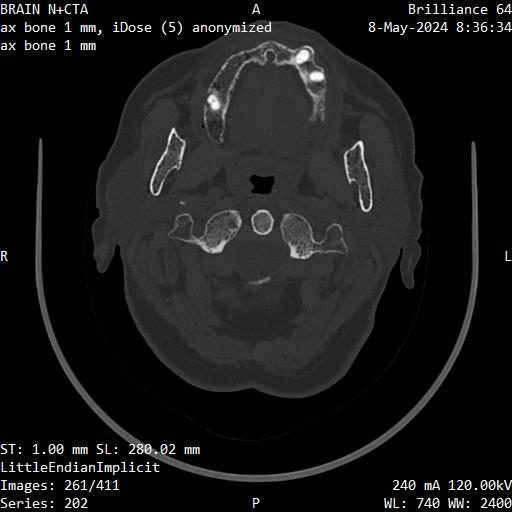 BRAIN N+CTA
A
Brilliance 64
ax bone 1 mm, iDose (5) anonymized
8-May-2024 8:36:34
ax bone 1 mm
R
L
ST: 1.00 mm SL: 280.02 mm
LittleEndianImplicit
Images: 261/411
240 mA 120.00kV
Series: 202
P
WL: 740 WW: 2400